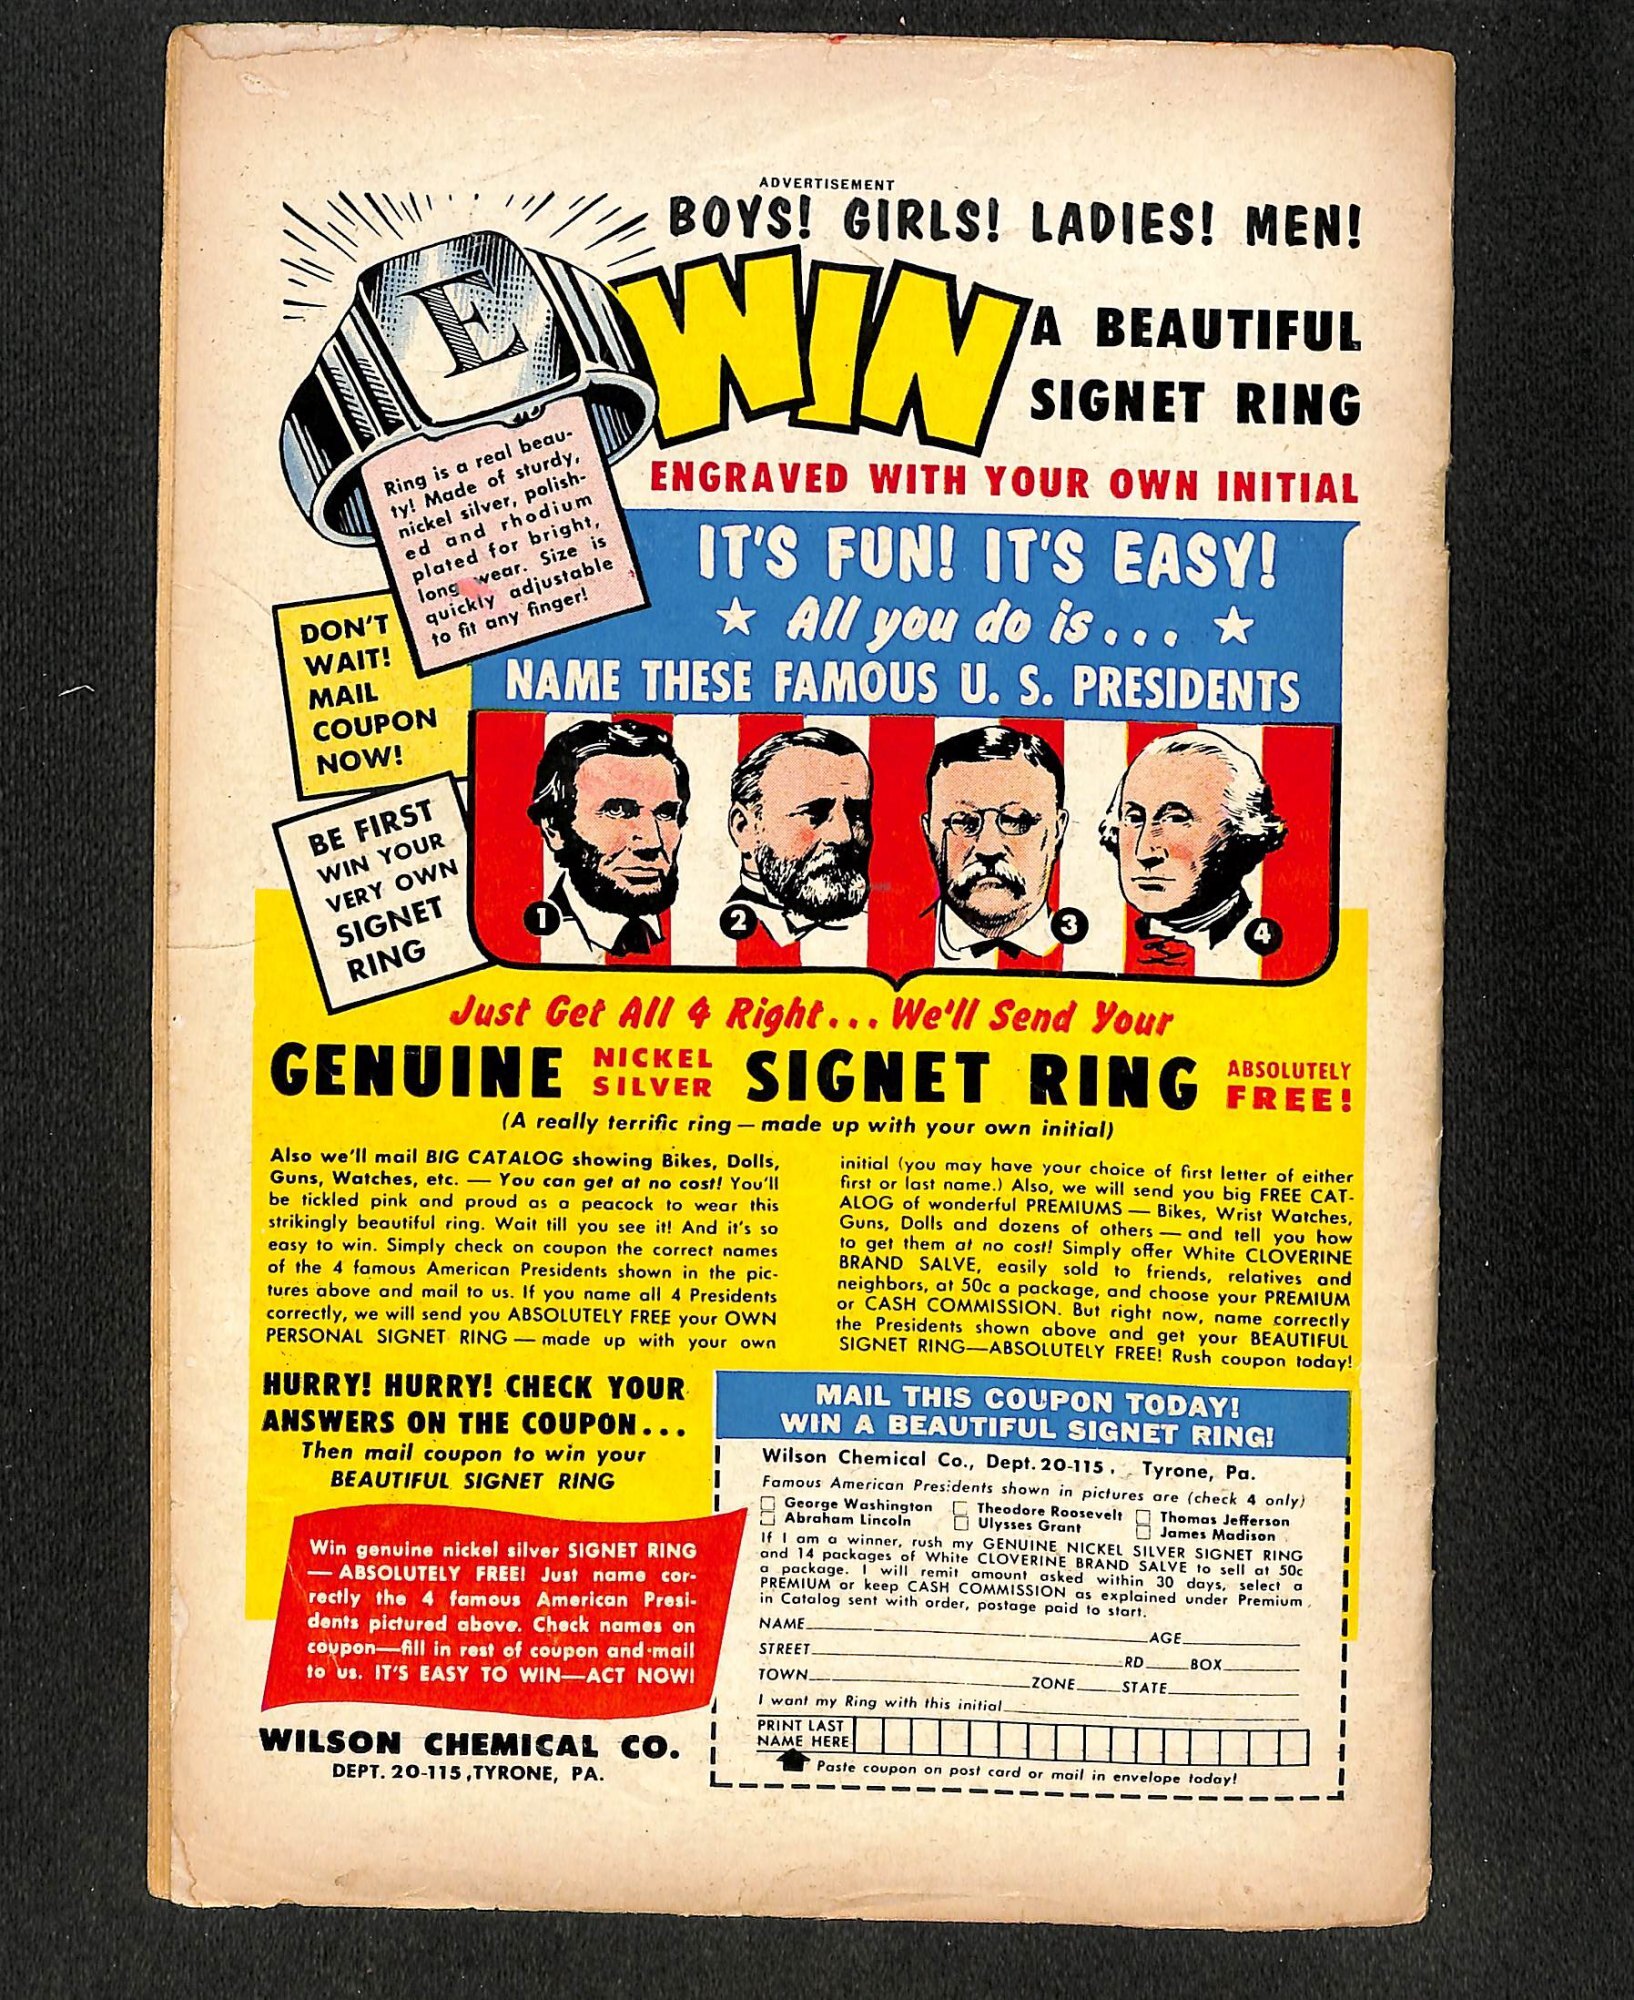 ADVERTISEMENT
BOYS! GIRLS! LADIES! MEN!
WIN
A BEAUTIFUL
SIGNET RING
ENGRAVED WITH YOUR OWN INITIAL
E
Ring is a real beau-
ty! Made of sturdy,
nickel silver, polish-
ed and rhodium
plated for bright,
long wear. Size is
quickly adjustable
to fit any finger!
IT'S FUN! IT'S EASY!
★ All you do is... ★
NAME THESE FAMOUS U. S. PRESIDENTS
DON'T
WAIT!
MAIL
COUPON
NOW!
BE FIRST
WIN YOUR
VERY OWN
SIGNET
RING
1
2
3
4
Just Get All 4 Right... We'll Send Your
GENUINE NICKEL SILVER SIGNET RING ABSOLUTELY FREE!
(A really terrific ring — made up with your own initial)
Also we'll mail BIG CATALOG showing Bikes, Dolls,
Guns, Watches, etc. — You can get at no cost! You'll
be tickled pink and proud as a peacock to wear this
strikingly beautiful ring. Wait till you see it! And it's so
easy to win. Simply check on coupon the correct names
of the 4 famous American Presidents shown in the pic-
tures above and mail to us. If you name all 4 Presidents
correctly, we will send you ABSOLUTELY FREE your OWN
PERSONAL SIGNET RING — made up with your own
initial (you may have your choice of first letter of either
first or last name.) Also, we will send you big FREE CAT-
ALOG of wonderful PREMIUMS — Bikes, Wrist Watches,
Guns, Dolls and dozens of others — and tell you how
to get them at no cost! Simply offer White CLOVERINE
BRAND SALVE, easily sold to friends, relatives and
neighbors, at 50c a package, and choose your PREMIUM
or CASH COMMISSION. But right now, name correctly
the Presidents shown above and get your BEAUTIFUL
SIGNET RING—ABSOLUTELY FREE! Rush coupon today!
HURRY! HURRY! CHECK YOUR
ANSWERS ON THE COUPON...
Then mail coupon to win your
BEAUTIFUL SIGNET RING
Win genuine nickel silver SIGNET RING
— ABSOLUTELY FREE! Just name cor-
rectly the 4 famous American Presi-
dents pictured above. Check names on
coupon—fill in rest of coupon and mail
to us. IT'S EASY TO WIN—ACT NOW!
WILSON CHEMICAL CO.
DEPT. 20-115, TYRONE, PA.
MAIL THIS COUPON TODAY!
WIN A BEAUTIFUL SIGNET RING!
Wilson Chemical Co., Dept. 20-115, Tyrone, Pa.
Famous American Presidents shown in pictures are (check 4 only)
☐ George Washington ☐ Theodore Roosevelt ☐ Thomas Jefferson
☐ Abraham Lincoln ☐ Ulysses Grant ☐ James Madison
If I am a winner, rush my GENUINE NICKEL SILVER SIGNET RING
and 14 packages of White CLOVERINE BRAND SALVE to sell at 50c
a package. I will remit amount asked within 30 days, select a
PREMIUM or keep CASH COMMISSION as explained under Premium
in Catalog sent with order, postage paid to start.
NAME AGE
STREET RD BOX
TOWN ZONE STATE
I want my Ring with this initial
PRINT LAST
NAME HERE
Paste coupon on post card or mail in envelope today!